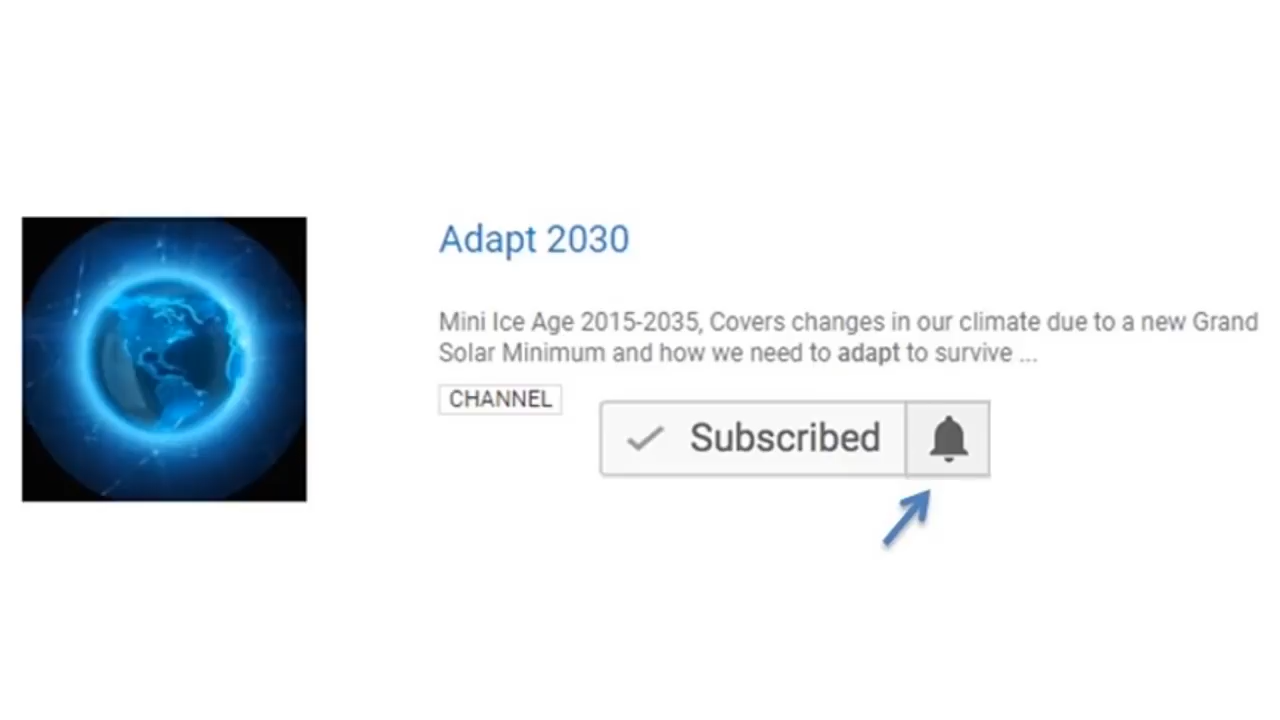 Adapt 2030
Mini Ice Age 2015-2035, Covers changes in our climate due to a new Grand
Solar Minimum and how we need to adapt to survive ...
CHANNEL
Subscribed